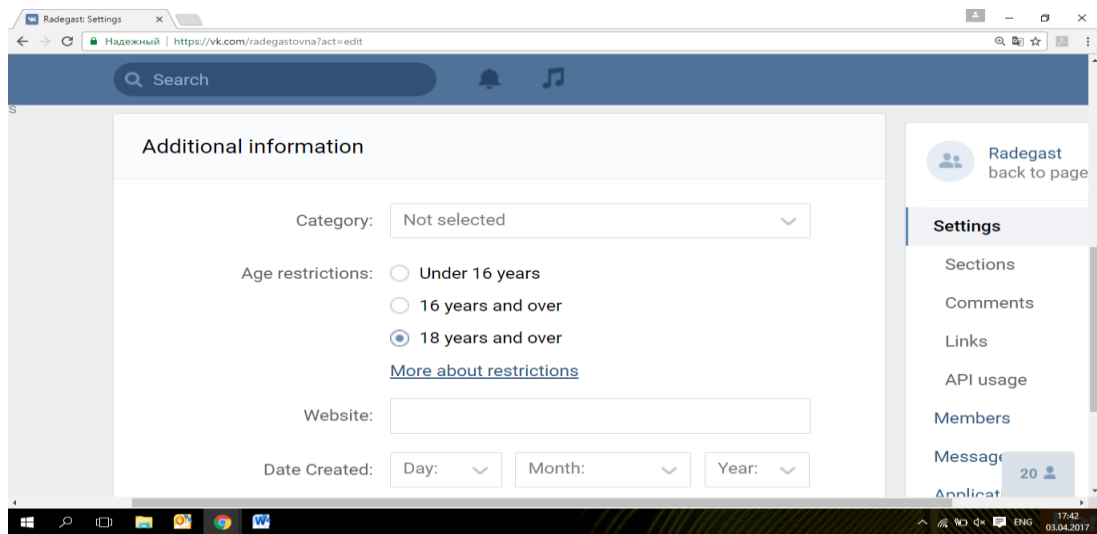 Radegast: Settings
Надежный | https://vk.com/radegastovna?act=edit
Search
s
Additional information
Radegast
back to page
Category: Not selected
Settings
Age restrictions: Under 16 years
Sections
16 years and over
Comments
18 years and over
Links
More about restrictions
API usage
Website:
Members
Message
Date Created: Day: Month: Year:
20
Applicat
ENG
17:42
03.04.2017